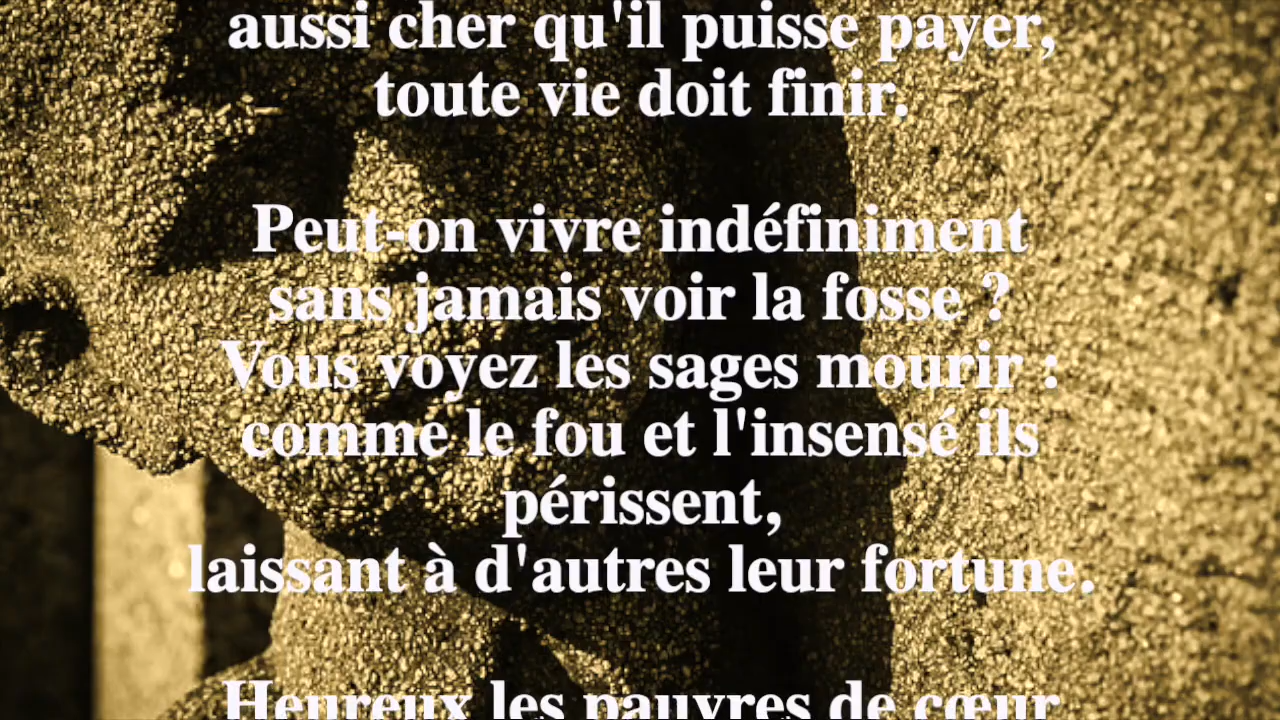 aussi cher qu'il puisse payer,
toute vie doit finir.
Peut-on vivre indéfiniment
sans jamais voir la fosse ?
Vous voyez les sages mourir :
comme le fou et l'insensé ils
périssent,
laissant à d'autres leur fortune.
Heureux les pauvres de cœur